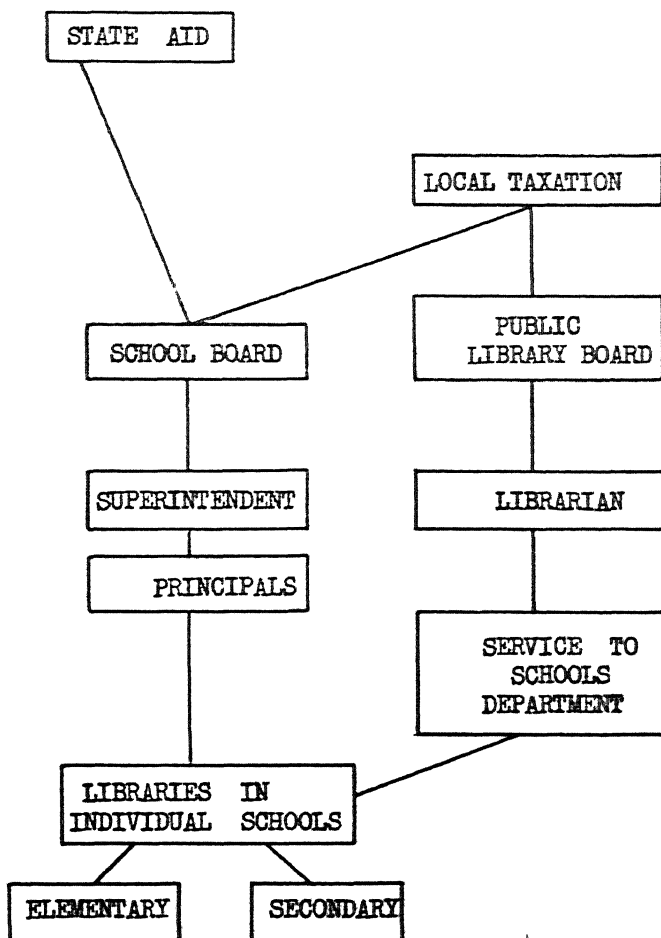 STATE AID
LOCAL TAXATION
SCHOOL BOARD
PUBLIC
LIBRARY BOARD
SUPERINTENDENT
LIBRARIAN
PRINCIPALS
SERVICE TO
SCHOOLS
DEPARTMENT
LIBRARIES IN
INDIVIDUAL SCHOOLS
ELEMENTARY
SECONDARY